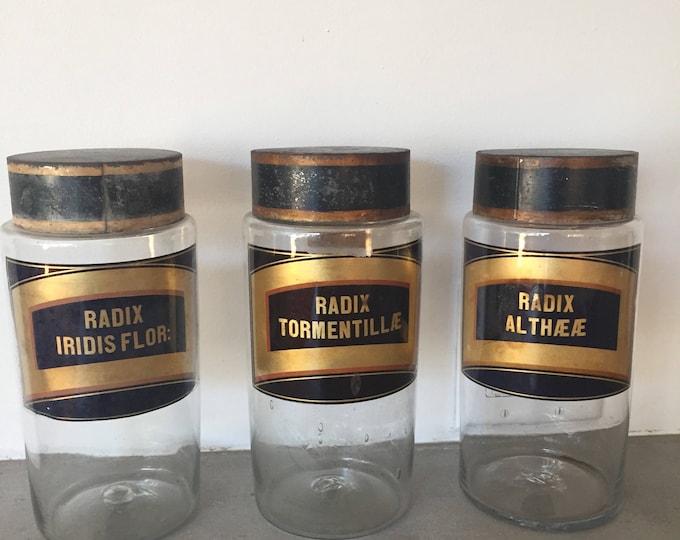 RADIX
IRIDIS FLOR:
RADIX
TORMENTILLÆ
RADIX
ALTHÆÆ